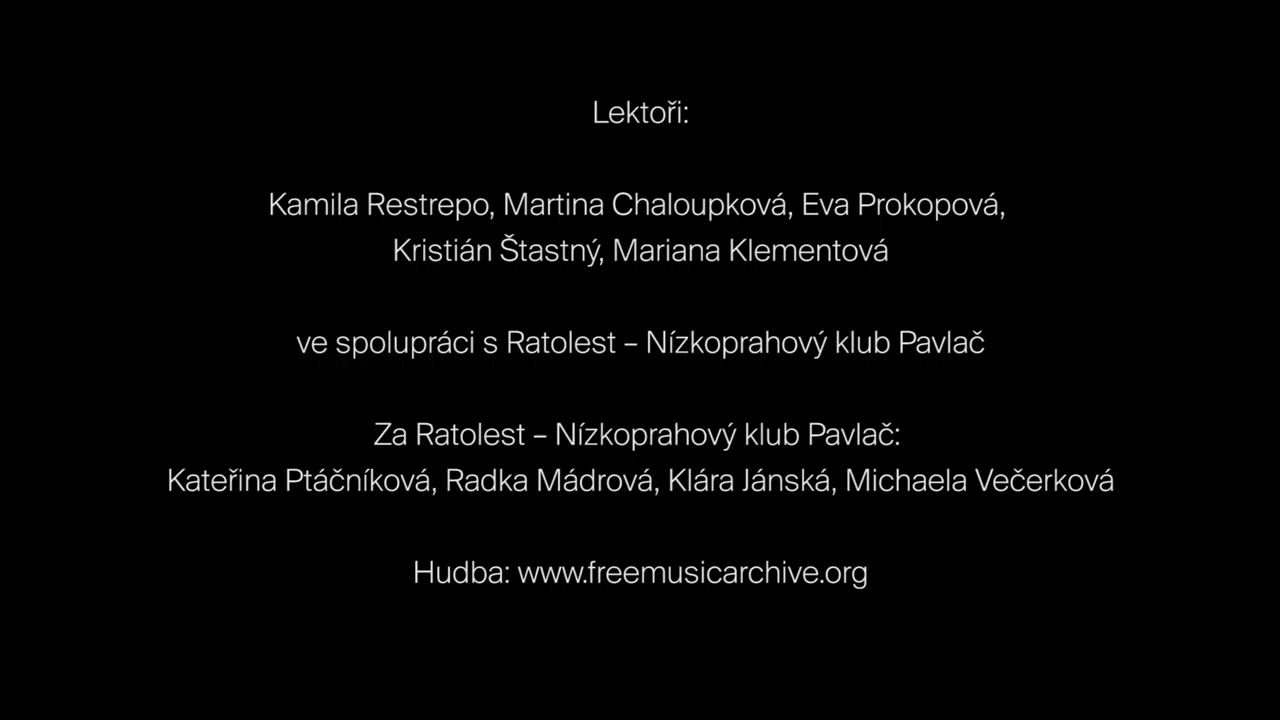 Lektoři:
Kamila Restrepo, Martina Chaloupková, Eva Prokopová,
Kristián Štastný, Mariana Klementová
ve spolupráci s Ratolest – Nízkoprahový klub Pavlač
Za Ratolest – Nízkoprahový klub Pavlač:
Kateřina Ptáčníková, Radka Mádrová, Klára Jánská, Michaela Večerková
Hudba: www.freemusicarchive.org